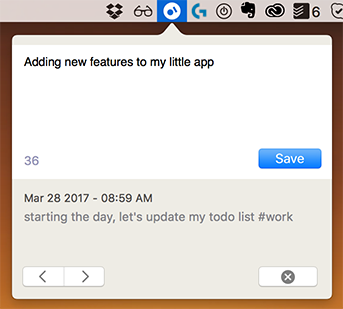 6
Adding new features to my little app
36
Save
Mar 28 2017 - 08:59 AM
starting the day, let's update my todo list #work